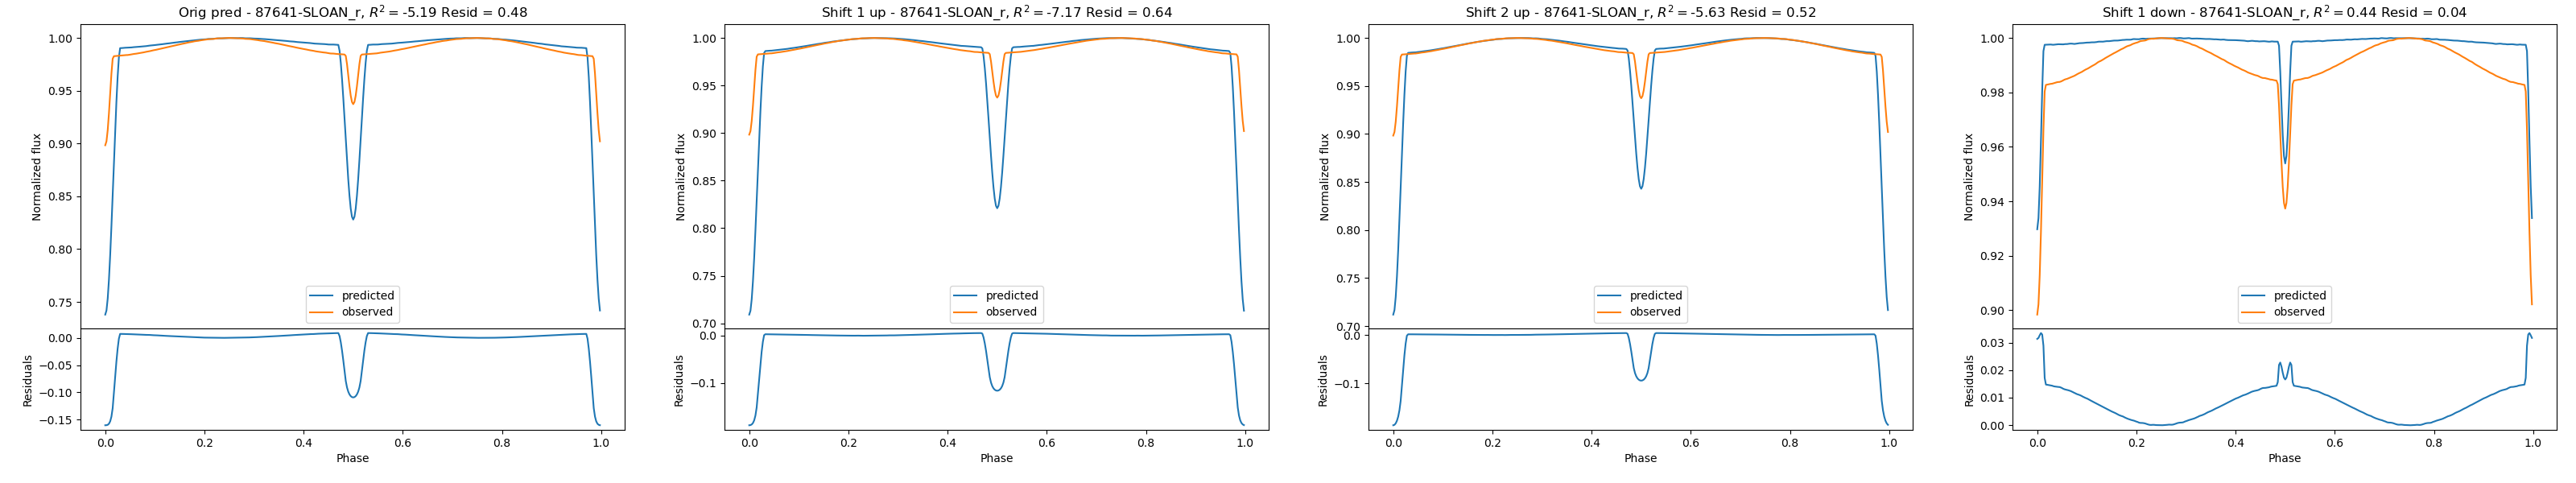 Orig pred - 87641-SLOAN_r, R² = -5.19 Resid = 0.48
1.00
0.95
0.90
0.85
0.80
0.75
Normalized flux
predicted
observed
0.00
−0.05
−0.10
−0.15
Residuals
0.0 0.2 0.4 0.6 0.8 1.0
Phase
Shift 1 up - 87641-SLOAN_r, R² = -7.17 Resid = 0.64
1.00
0.95
0.90
0.85
0.80
0.75
0.70
Normalized flux
predicted
observed
0.0
−0.1
Residuals
0.0 0.2 0.4 0.6 0.8 1.0
Phase
Shift 2 up - 87641-SLOAN_r, R² = -5.63 Resid = 0.52
1.00
0.95
0.90
0.85
0.80
0.75
0.70
Normalized flux
predicted
observed
0.0
−0.1
Residuals
0.0 0.2 0.4 0.6 0.8 1.0
Phase
Shift 1 down - 87641-SLOAN_r, R² = 0.44 Resid = 0.04
1.00
0.98
0.96
0.94
0.92
0.90
Normalized flux
predicted
observed
0.03
0.02
0.01
0.00
Residuals
0.0 0.2 0.4 0.6 0.8 1.0
Phase